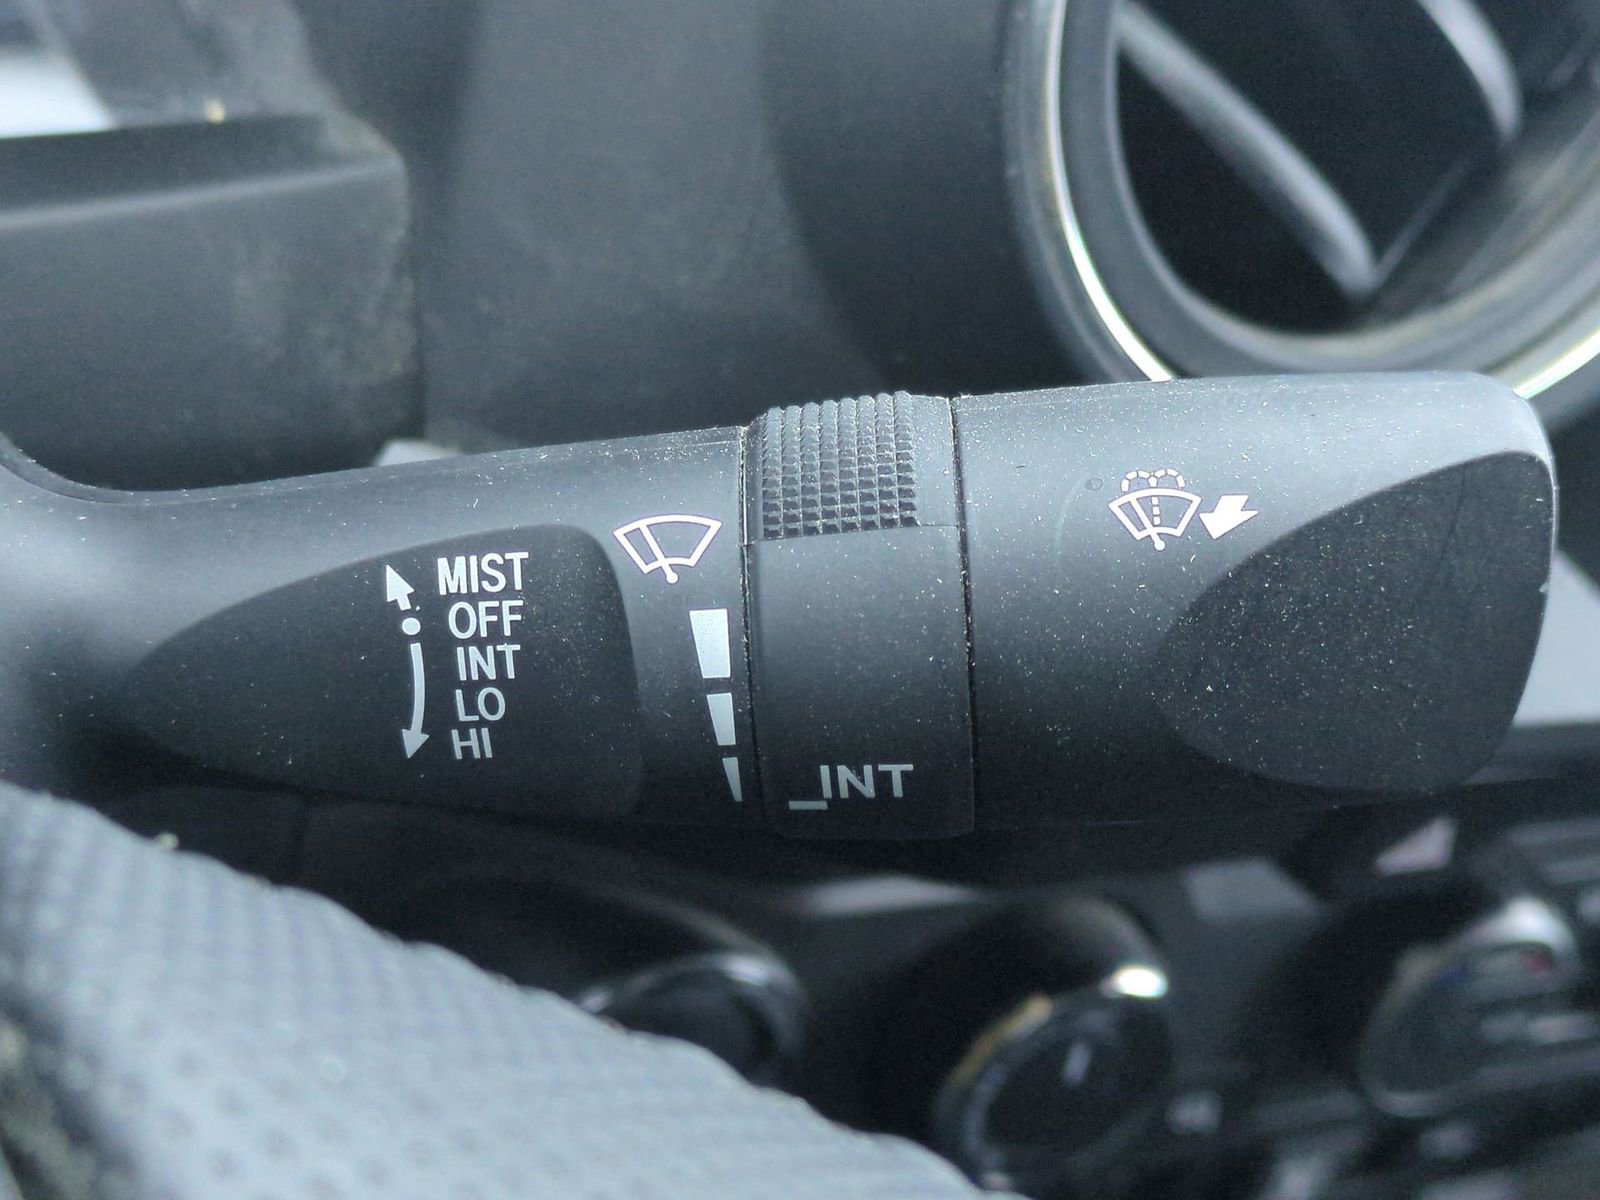 MIST
OFF
INT
LO
HI
_INT